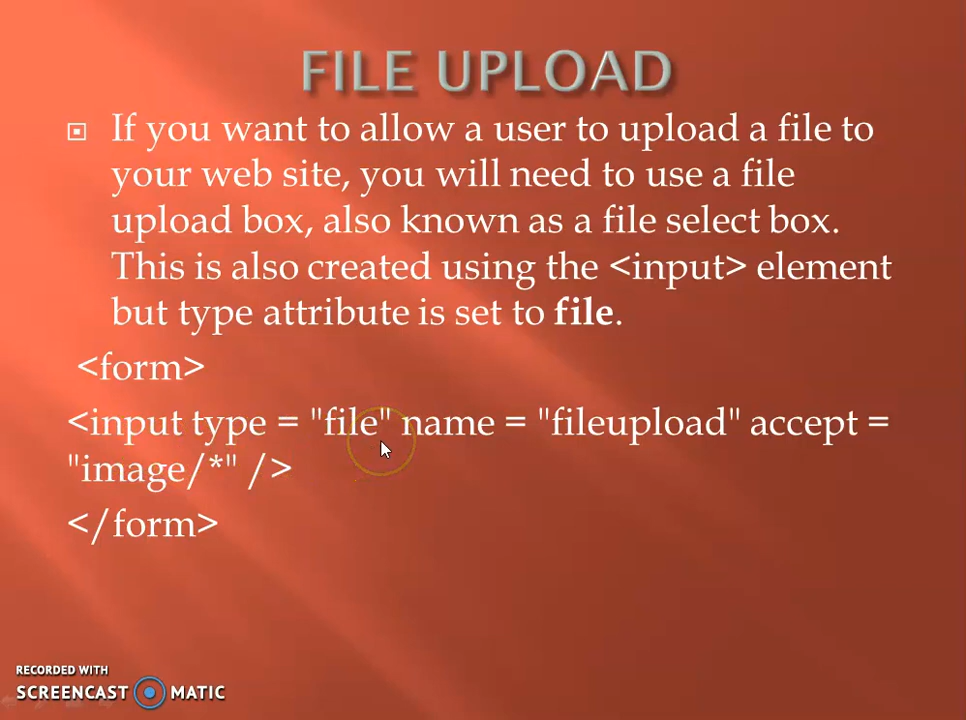 FILE UPLOAD
If you want to allow a user to upload a file to
your web site, you will need to use a file
upload box, also known as a file select box.
This is also created using the <input> element
but type attribute is set to file.
<form>
<input type = "file" name = "fileupload" accept =
"image/*" />
</form>
RECORDED WITH
SCREENCAST MATIC